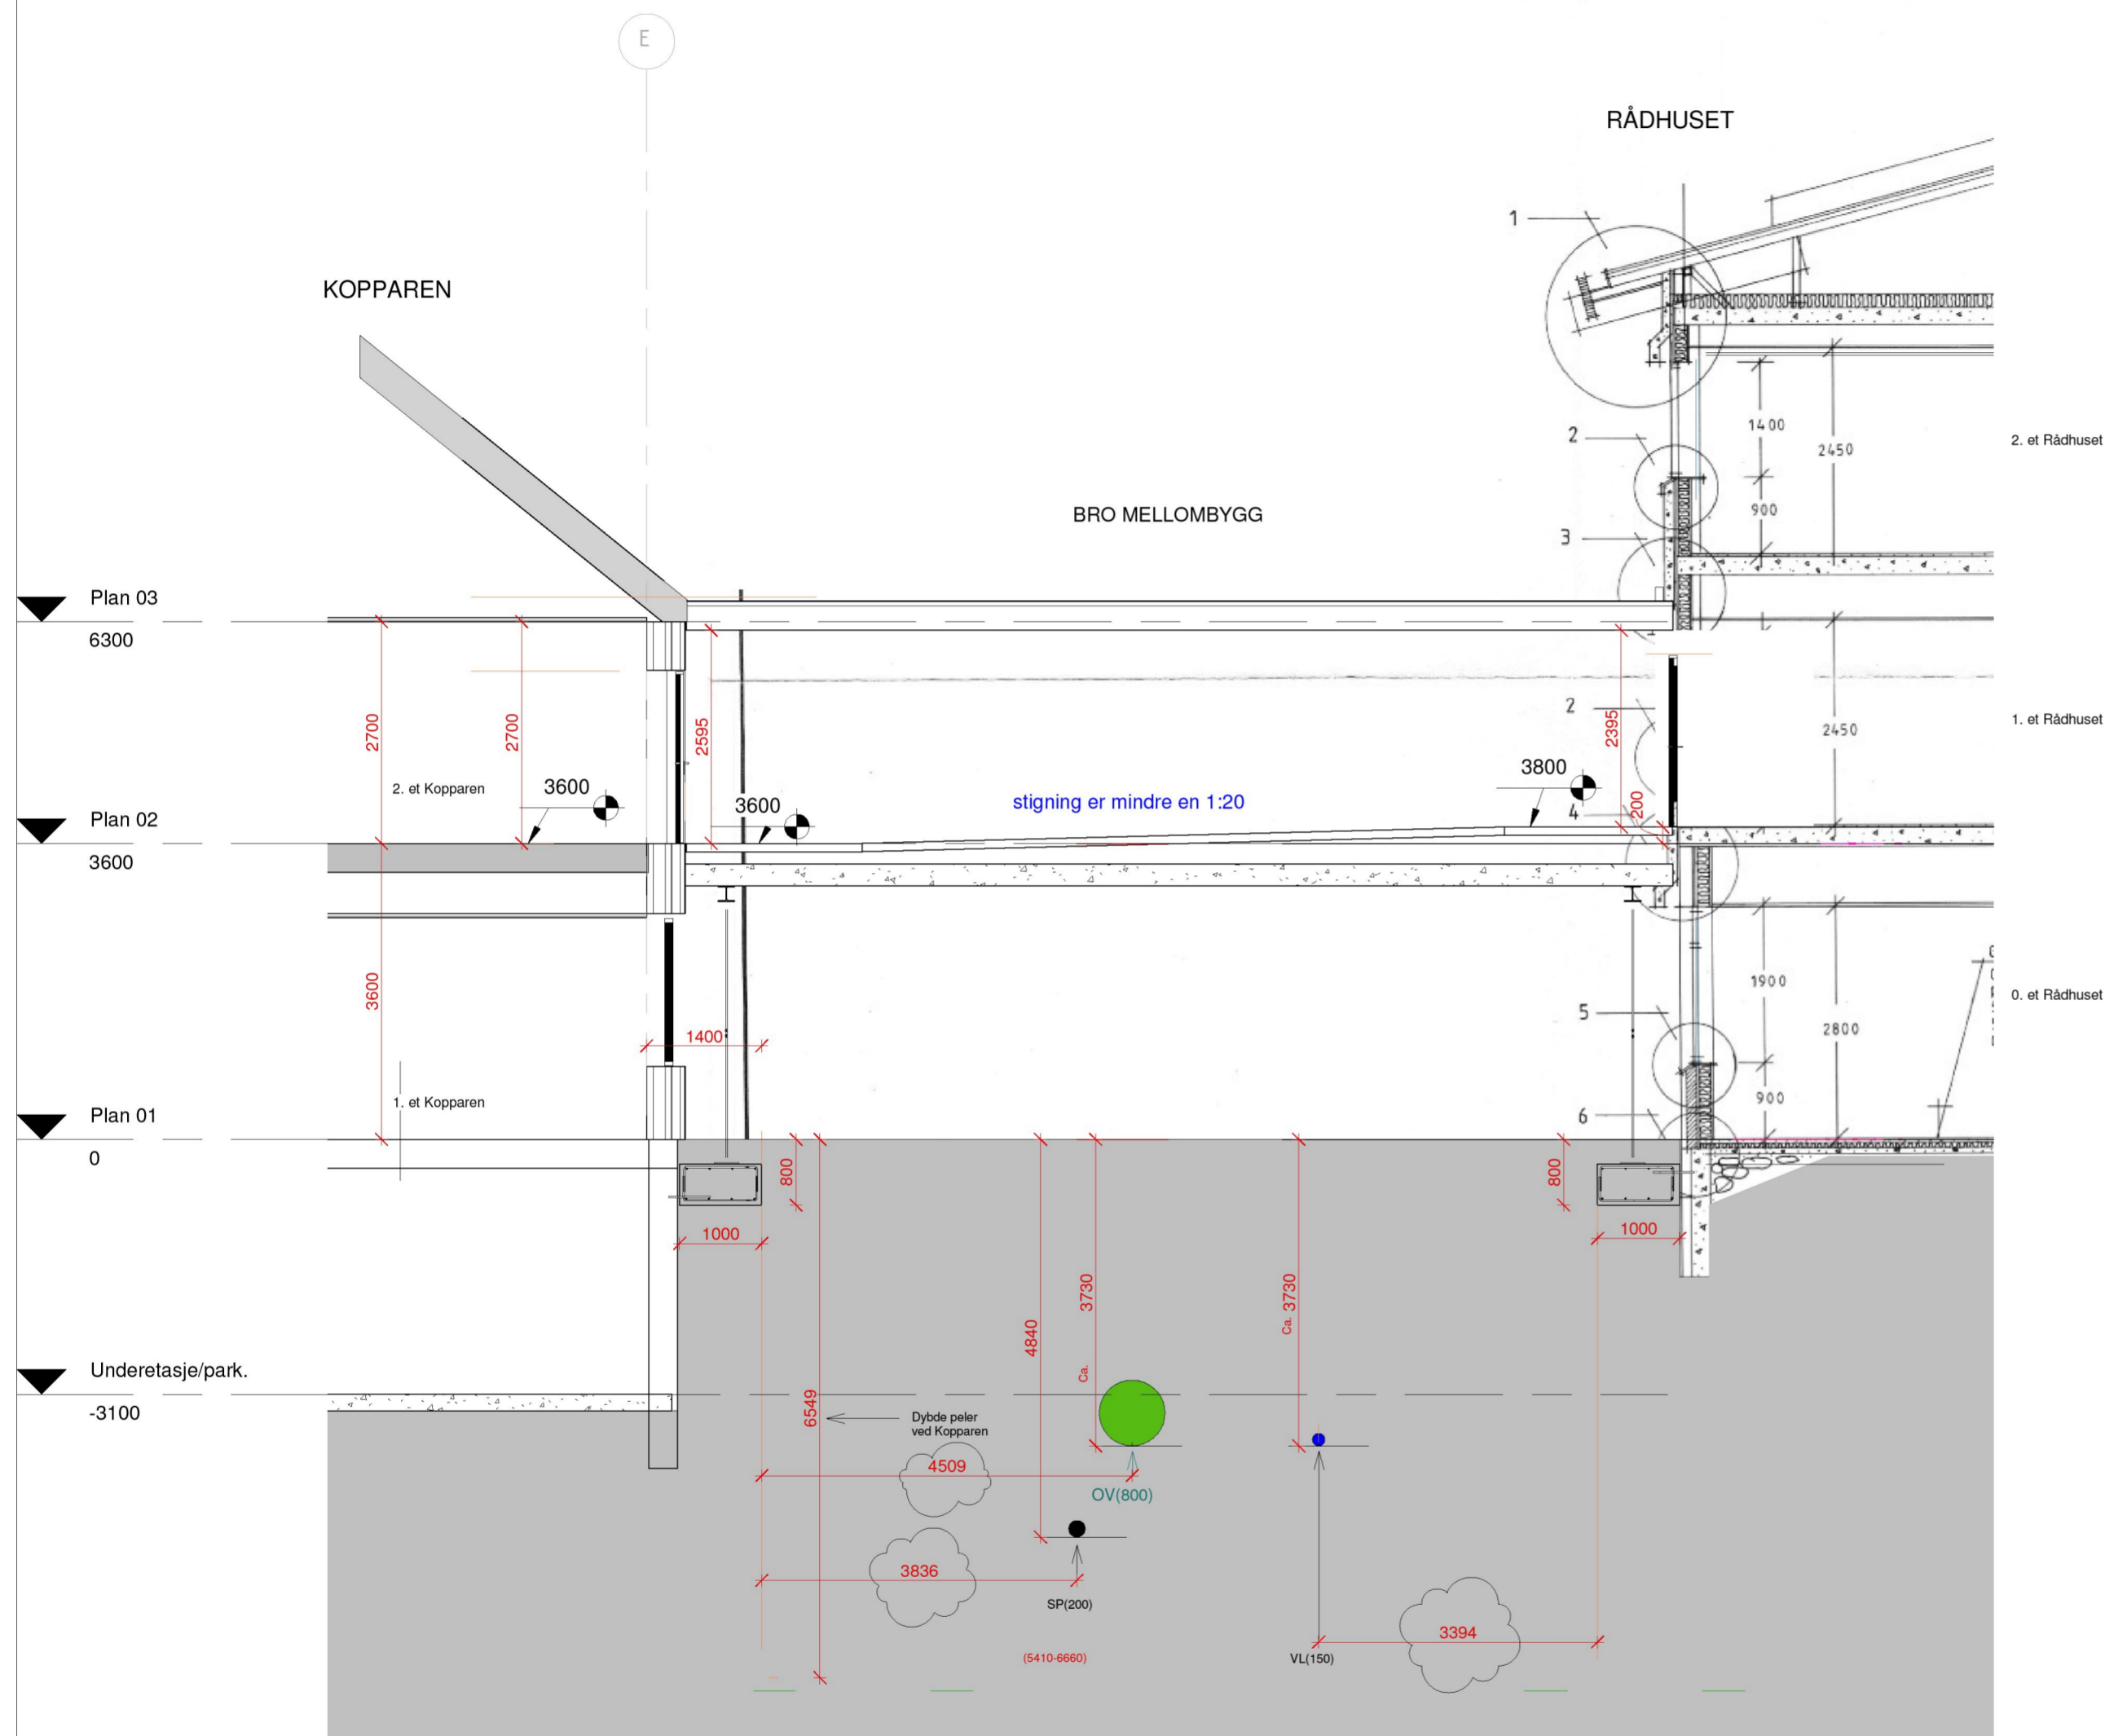 E
RÅDHUSET
1
KOPPAREN
1400
2
2450
2. et Rådhuset
900
BRO MELLOMBYGG
3
Plan 03
6300
2700
2700
2595
2395
2
2450
1. et Rådhuset
2. et Kopparen
3600
3600
stigning er mindre en 1:20
3800
200
4
Plan 02
3600
3600
1900
0. et Rådhuset
5
2800
1400
1. et Kopparen
900
6
Plan 01
0
800
800
1000
1000
3730
Ca.
Ca. 3730
4840
6549
Underetasje/park.
-3100
Dybde peler
ved Kopparen
4509
OV(800)
3836
SP(200)
3394
(5410-6660)
VL(150)